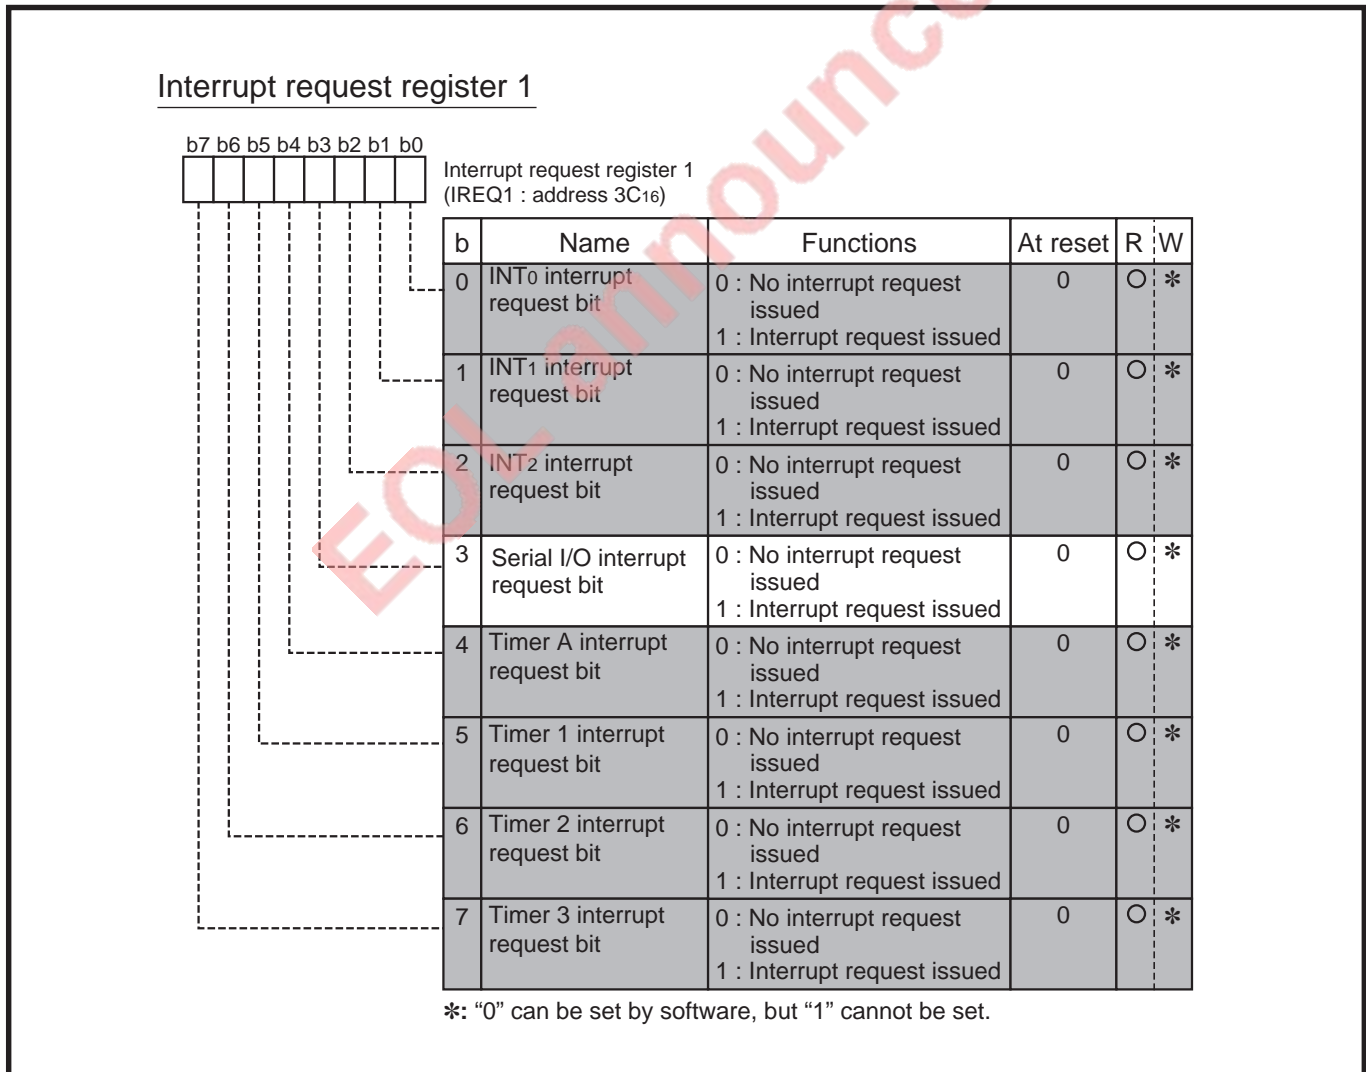 Interrupt request register 1
b7 b6 b5 b4 b3 b2 b1 b0
Interrupt request register 1
(IREQ1 : address 3C16)
b Name Functions At reset R W
0 INT0 interrupt request bit 0 : No interrupt request 0 ○ ✻
issued
1 : Interrupt request issued
1 INT1 interrupt request bit 0 : No interrupt request 0 ○ ✻
issued
1 : Interrupt request issued
2 INT2 interrupt request bit 0 : No interrupt request 0 ○ ✻
issued
1 : Interrupt request issued
3 Serial I/O interrupt request bit 0 : No interrupt request 0 ○ ✻
issued
1 : Interrupt request issued
4 Timer A interrupt request bit 0 : No interrupt request 0 ○ ✻
issued
1 : Interrupt request issued
5 Timer 1 interrupt request bit 0 : No interrupt request 0 ○ ✻
issued
1 : Interrupt request issued
6 Timer 2 interrupt request bit 0 : No interrupt request 0 ○ ✻
issued
1 : Interrupt request issued
7 Timer 3 interrupt request bit 0 : No interrupt request 0 ○ ✻
issued
1 : Interrupt request issued
✻: “0” can be set by software, but “1” cannot be set.
EOL announc